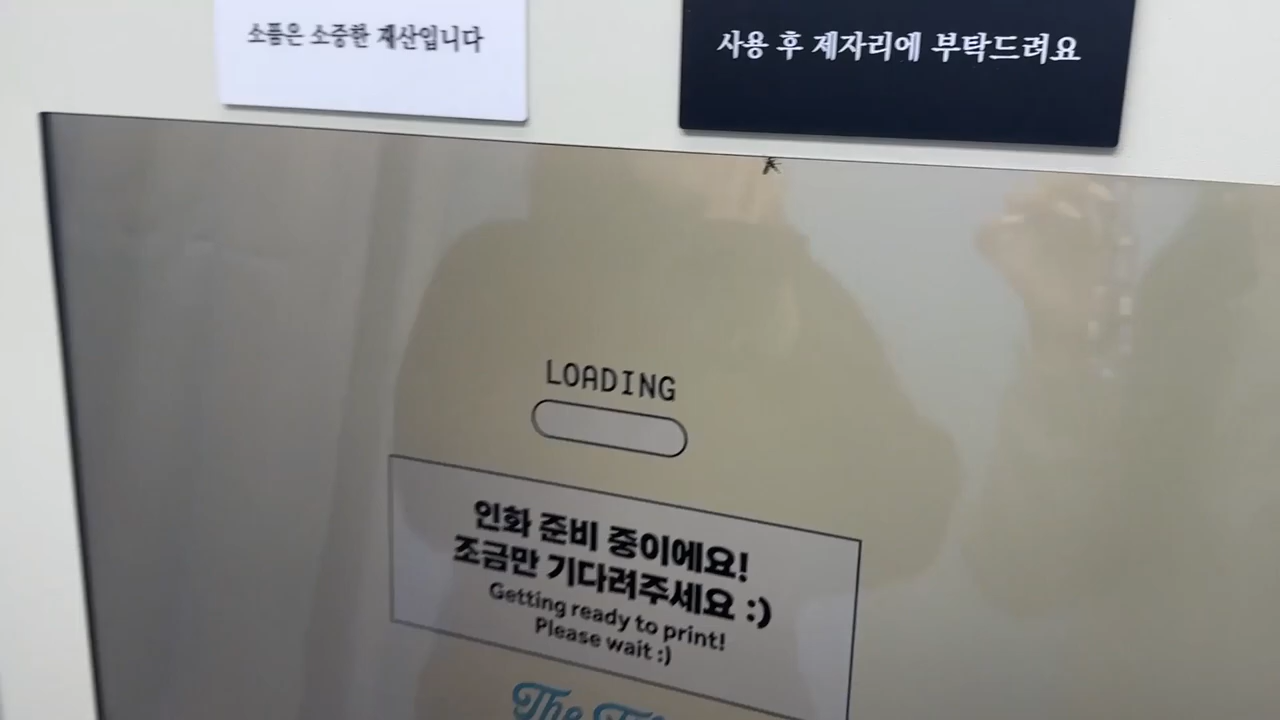 소품은 소중한 재산입니다
사용 후 제자리에 부탁드려요
LOADING
인화 준비 중이에요!
조금만 기다려주세요 :)
Getting ready to print!
Please wait :)
The